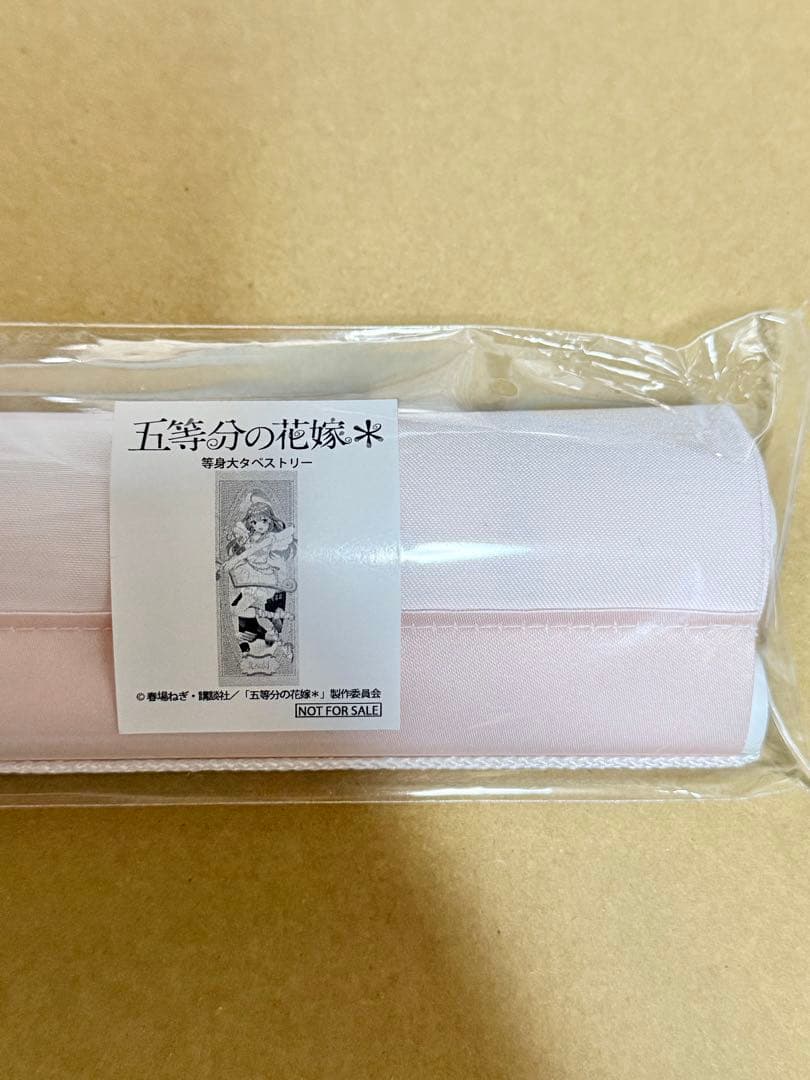 五等分の花嫁＊
等身大タペストリー
©春場ねぎ・講談社／「五等分の花嫁＊」製作委員会
NOT FOR SALE